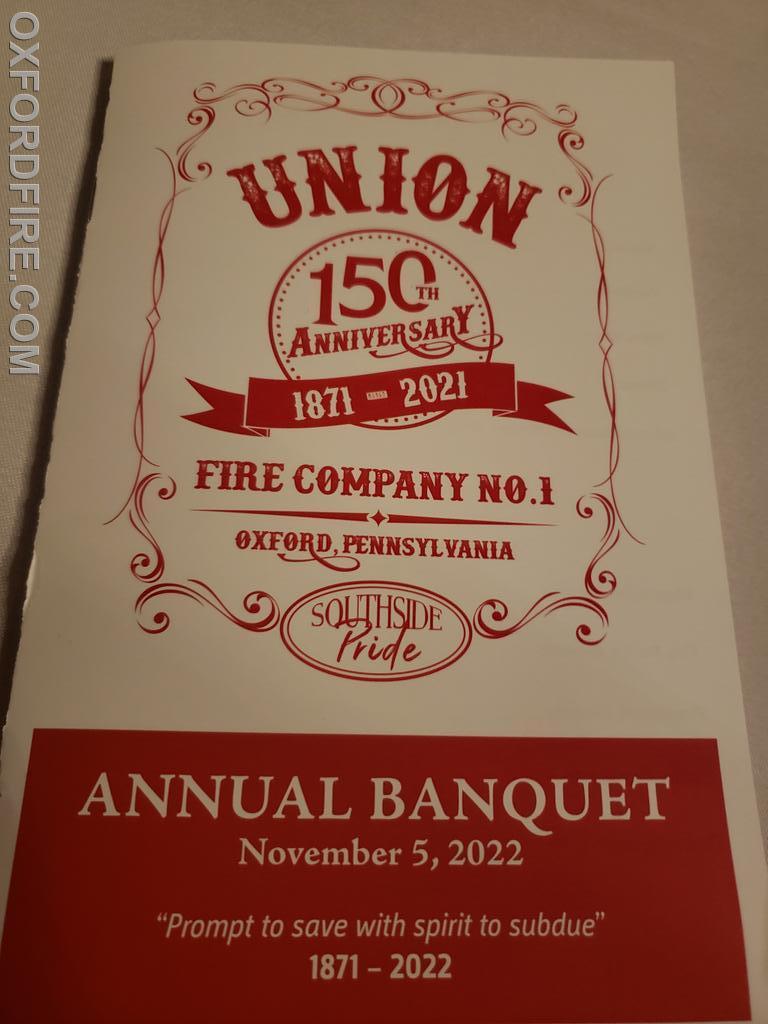 OXFORDFIRE.COM
UNION
150TH
ANNIVERSARY
1871 - 2021
FIRE COMPANY NO.1
OXFORD, PENNSYLVANIA
SOUTHSIDE
Pride
ANNUAL BANQUET
November 5, 2022
“Prompt to save with spirit to subdue”
1871 – 2022